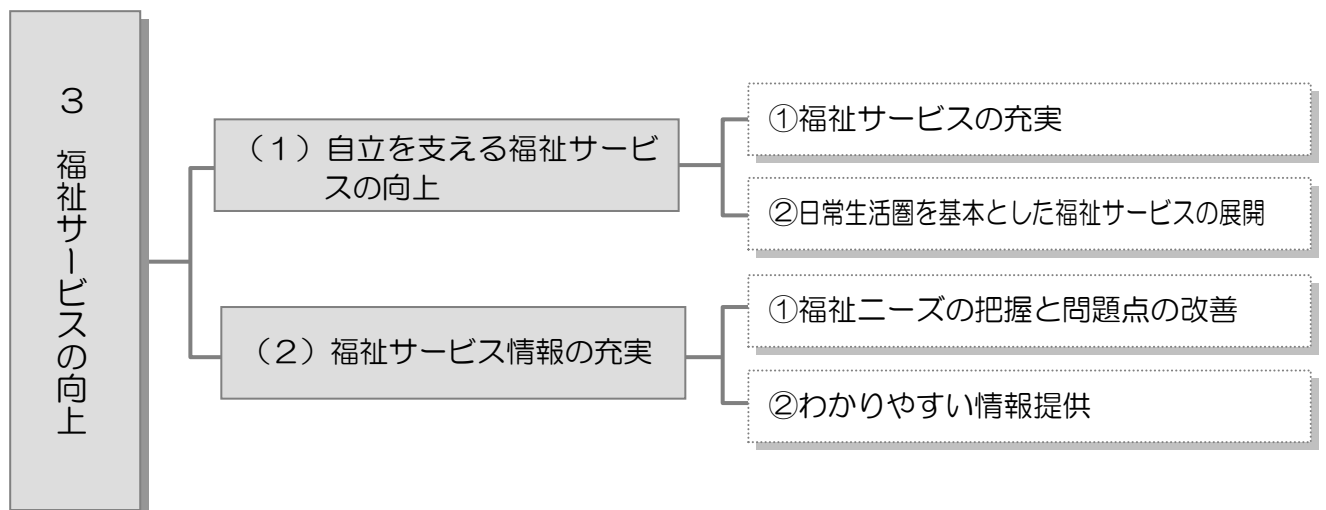 ３　福祉サービスの向上
（１）自立を支える福祉サービ
スの向上
①福祉サービスの充実
②日常生活圏を基本とした福祉サービスの展開
（２）福祉サービス情報の充実
①福祉ニーズの把握と問題点の改善
②わかりやすい情報提供